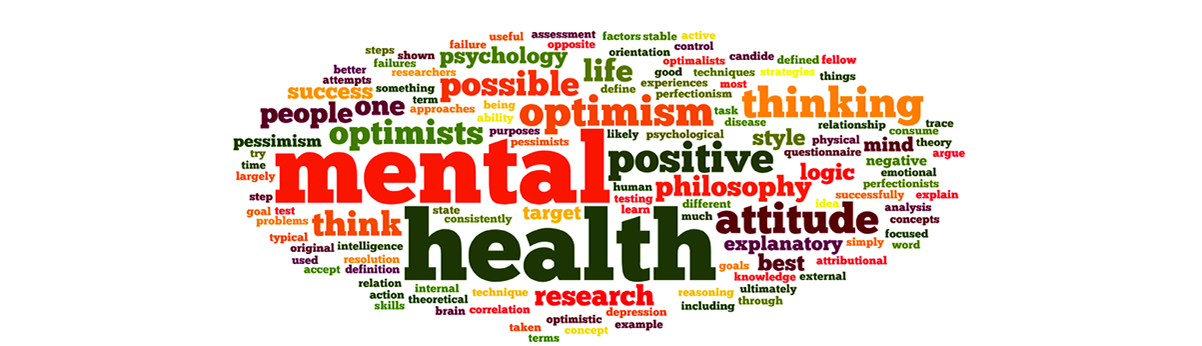 useful assessment factors stable active
steps failure opposite orientation control
shown psychology optimalists candide defined fellow
failures researchers possible life good techniques strategies things
better attempts something define experiences most
success term approaches being perfectionism
people one ability optimism task thinking
optimists purposes disease relationship trace
pessimism pessimists likely psychological style physical mind consume theory
try mental positive questionnaire argue
time negative emotional
largely human philosophy logic perfectionists
step testing successfully explain
goal test state target learn different idea analysis
problems think consistently much attitude concepts
typical health focused
original intelligence explanatory simply word
used resolution goals best attributional
accept definition knowledge external
relation internal technique research reasoning ultimately
action theoretical including through
skills brain correlation depression
taken optimistic example
terms concept